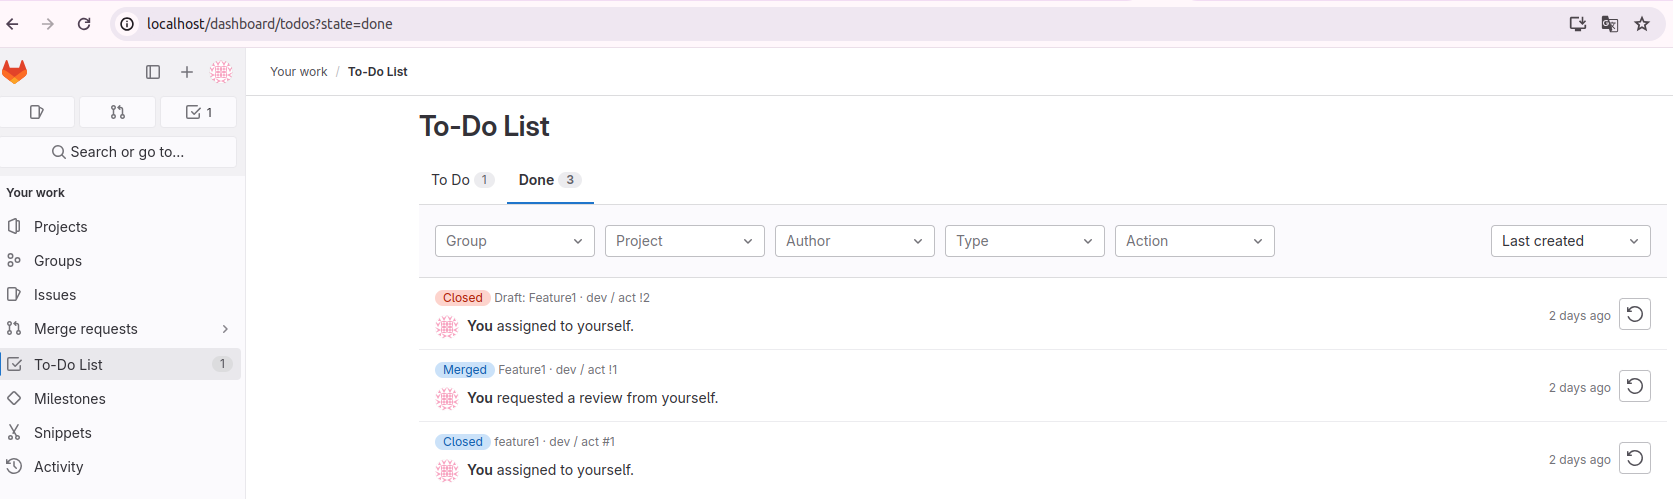 localhost/dashboard/todos?state=done
Your work / To-Do List
1
Search or go to...
Your work
Projects
Groups
Issues
Merge requests
To-Do List 1
Milestones
Snippets
Activity
To-Do List
To Do 1 Done 3
Group Project Author Type Action Last created
Closed Draft: Feature1 · dev / act !2
You assigned to yourself. 2 days ago
Merged Feature1 · dev / act !1
You requested a review from yourself. 2 days ago
Closed feature1 · dev / act #1
You assigned to yourself. 2 days ago